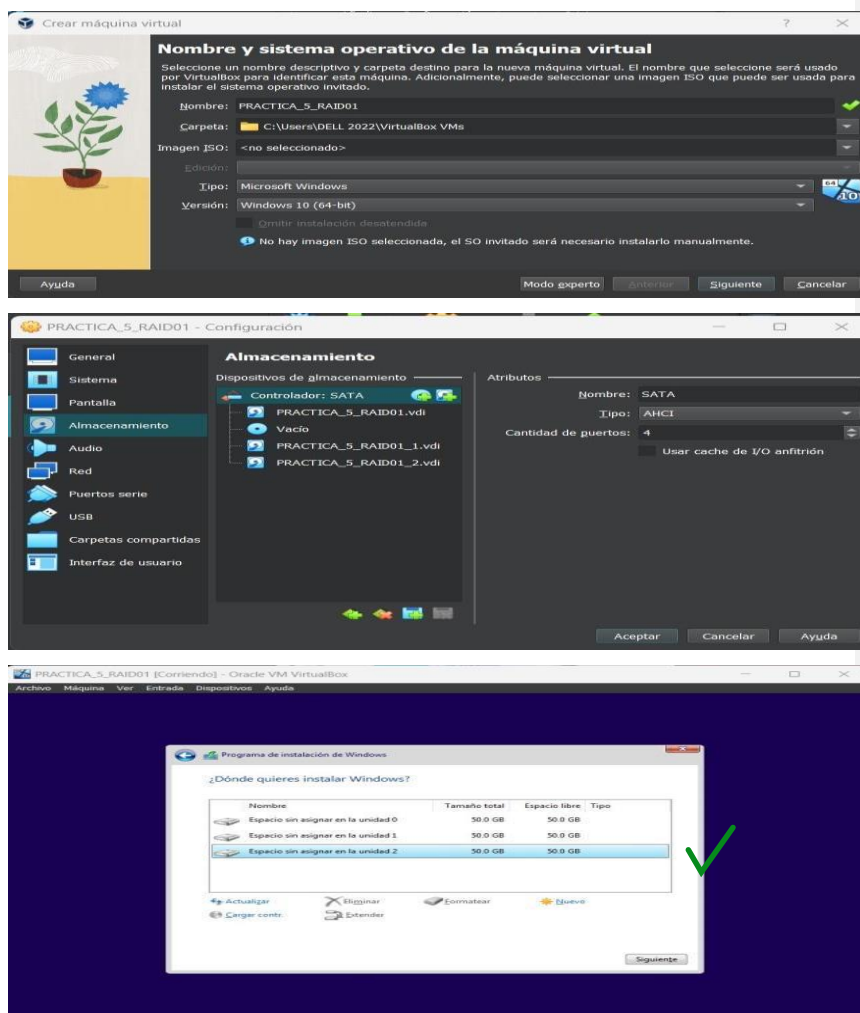 Crear máquina virtual
Nombre y sistema operativo de la máquina virtual
Seleccione un nombre descriptivo y carpeta destino para la nueva máquina virtual. El nombre que seleccione será usado
por VirtualBox para identificar esta máquina. Adicionalmente, puede seleccionar una imagen ISO que puede ser usada para
instalar el sistema operativo invitado.
Nombre: PRACTICA_5_RAID01
Carpeta: C:\Users\DELL 2022\VirtualBox VMs
Imagen ISO: <no seleccionado>
Edición:
Tipo: Microsoft Windows
Versión: Windows 10 (64-bit)
64
10
Omitir instalación desatendida
No hay imagen ISO seleccionada, el SO invitado será necesario instalarlo manualmente.
Ayuda Modo experto Anterior Siguiente Cancelar
PRACTICA_5_RAID01 - Configuración
General
Sistema
Pantalla
Almacenamiento
Audio
Red
Puertos serie
USB
Carpetas compartidas
Interfaz de usuario
Almacenamiento
Dispositivos de almacenamiento
Controlador: SATA
PRACTICA_5_RAID01.vdi
Vacío
PRACTICA_5_RAID01_1.vdi
PRACTICA_5_RAID01_2.vdi
Atributos
Nombre: SATA
Tipo: AHCI
Cantidad de puertos: 4
Usar cache de I/O anfitrión
Aceptar Cancelar Ayuda
PRACTICA_5_RAID01 [Corriendo] - Oracle VM VirtualBox
Archivo Máquina Ver Entrada Dispositivos Ayuda
Programa de instalación de Windows
¿Dónde quieres instalar Windows?
Nombre Tamaño total Espacio libre Tipo
Espacio sin asignar en la unidad 0 50.0 GB 50.0 GB
Espacio sin asignar en la unidad 1 50.0 GB 50.0 GB
Espacio sin asignar en la unidad 2 50.0 GB 50.0 GB
Actualizar Eliminar Formatear Nuevo
Cargar contr. Extender
Siguiente